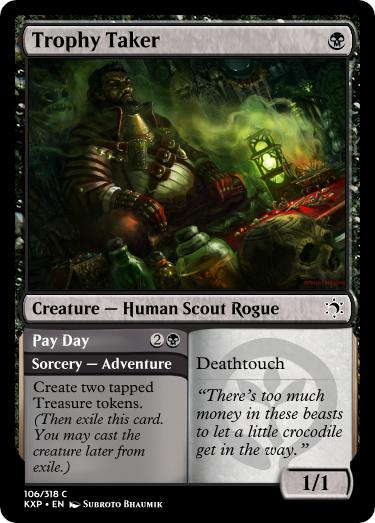 Trophy Taker
Creature — Human Scout Rogue
Pay Day 2
Sorcery — Adventure
Create two tapped
Treasure tokens.
(Then exile this card.
You may cast the
creature later from
exile.)
Deathtouch
“There’s too much
money in these beasts
to let a little crocodile
get in the way.”
1/1
106/318 C
KXP • EN Subroto Bhaumik